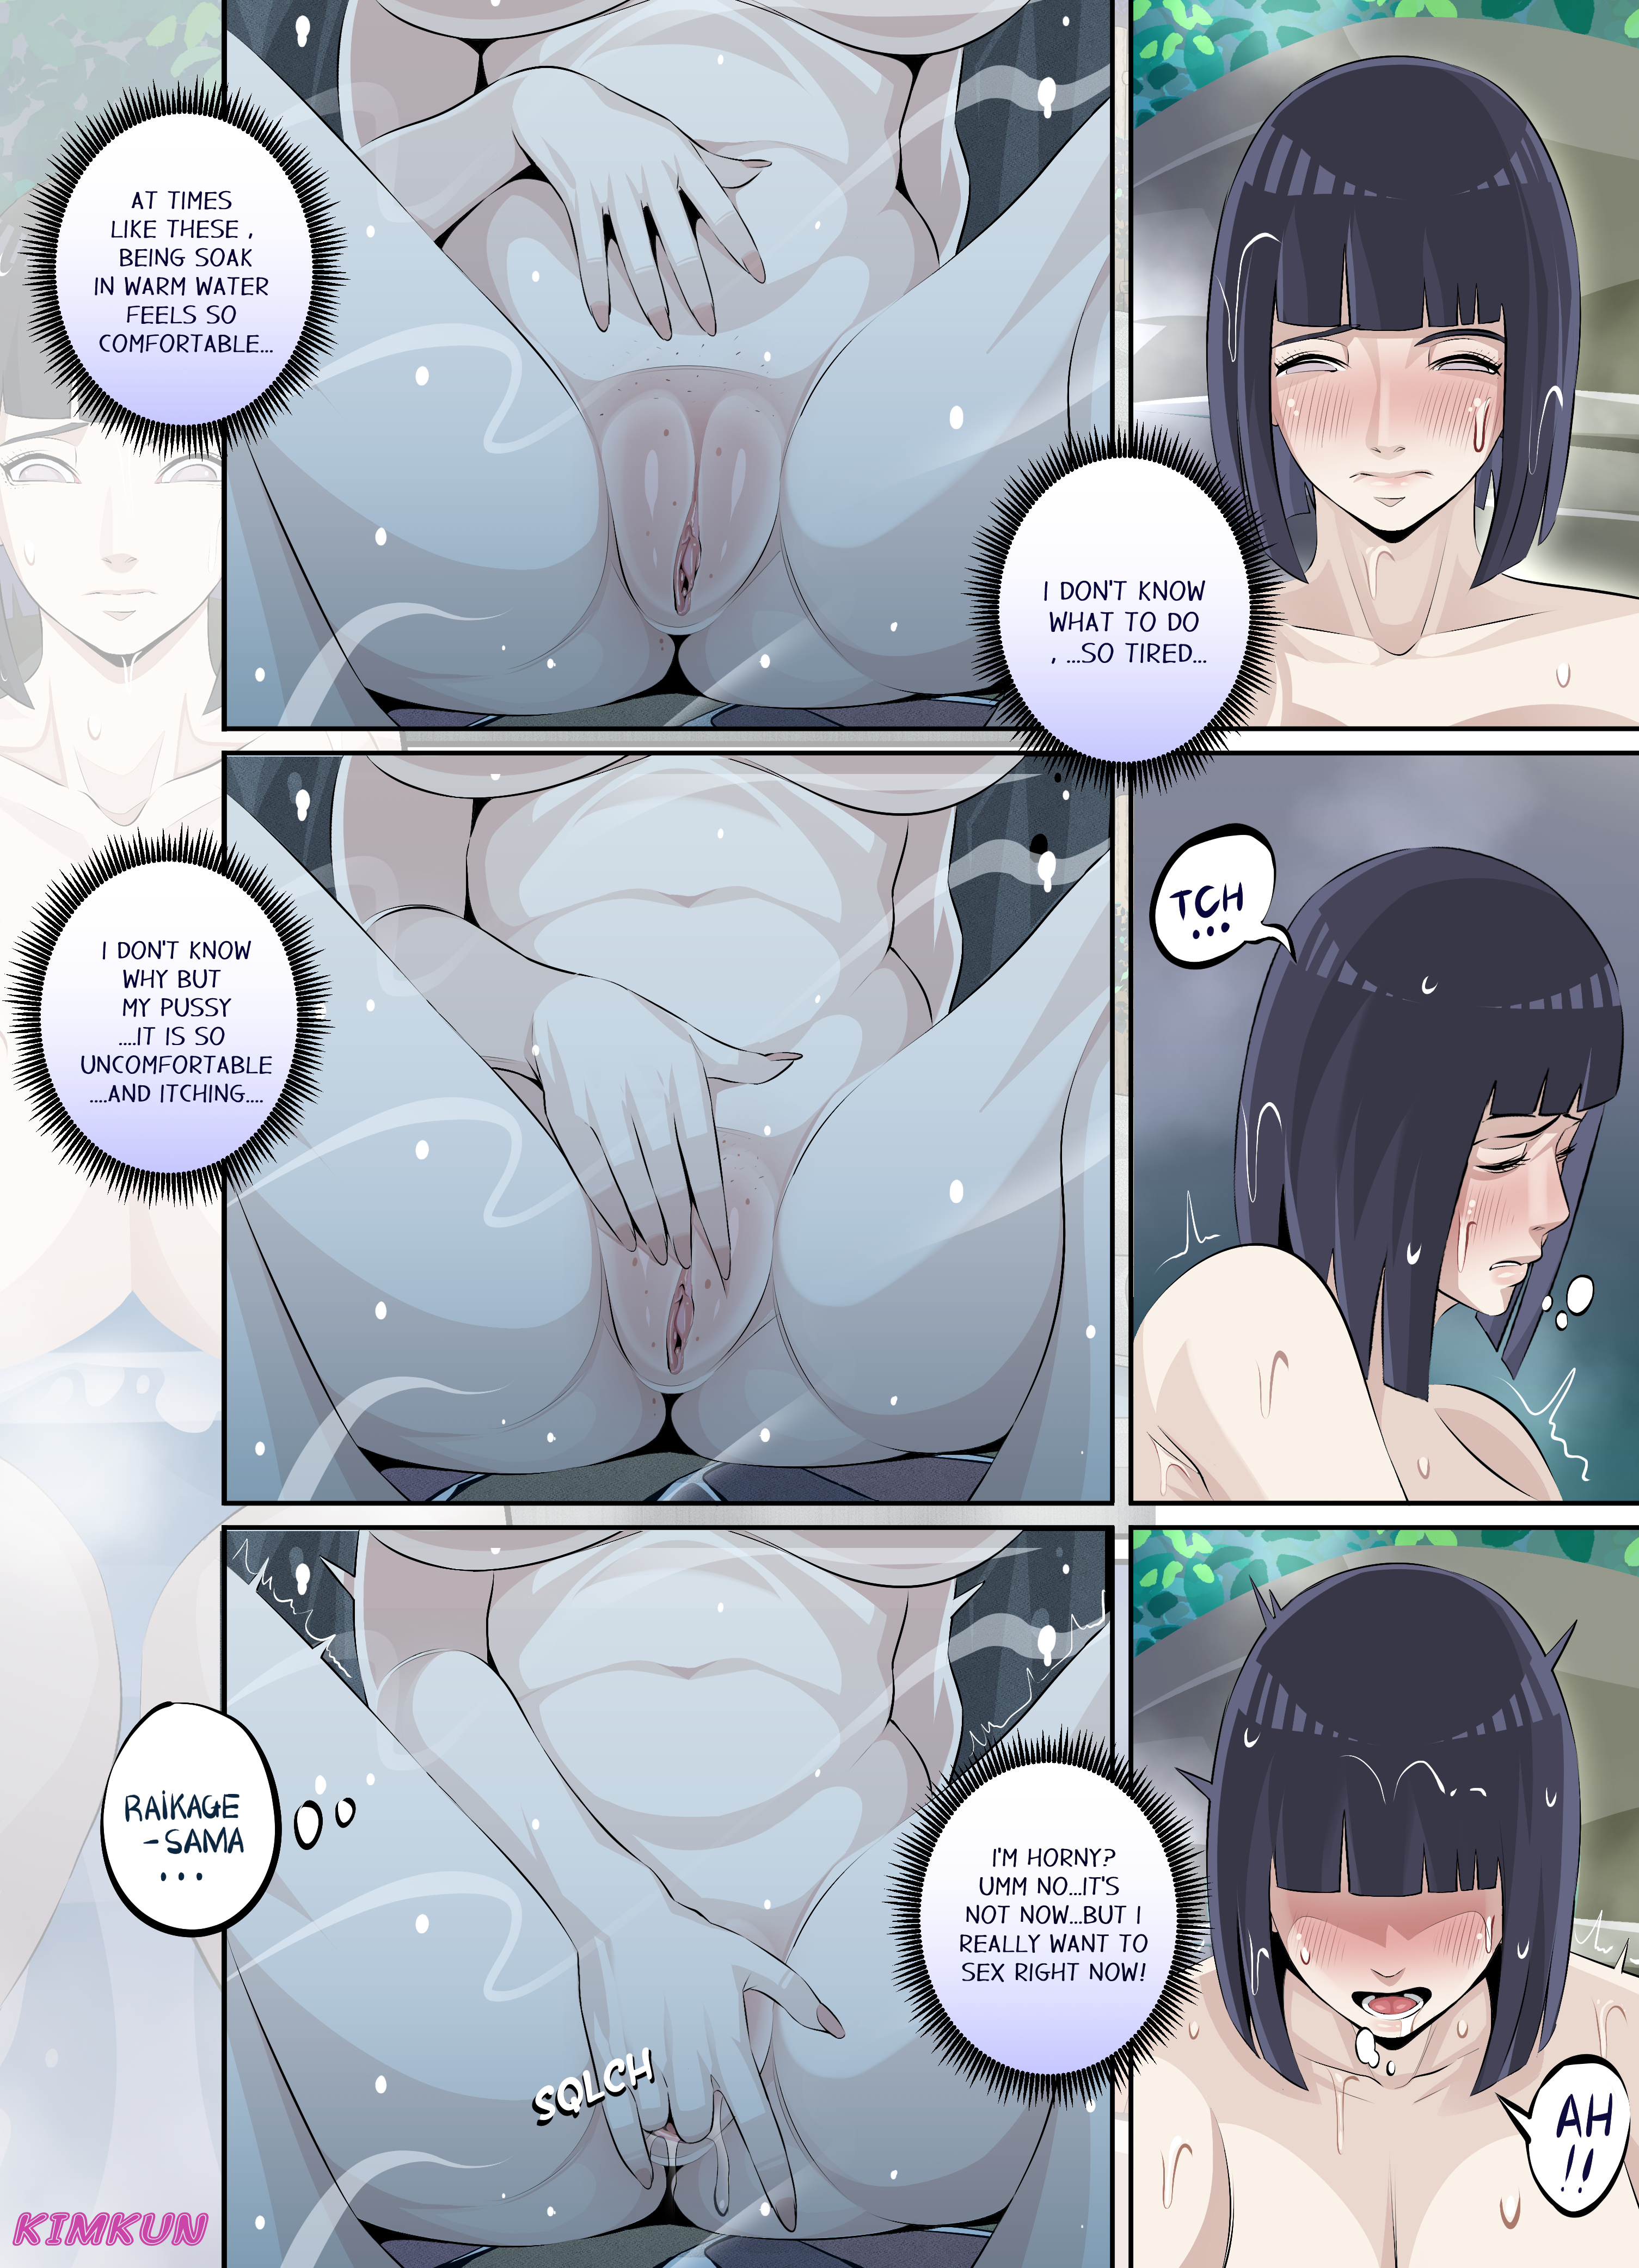 AT TIMES
LIKE THESE ,
BEING SOAK
IN WARM WATER
FEELS SO
COMFORTABLE...
I DON'T KNOW
WHAT TO DO
, ...SO TIRED...
TCH
...
I DON'T KNOW
WHY BUT
MY PUSSY
....IT IS SO
UNCOMFORTABLE
....AND ITCHING....
RAIKAGE
-SAMA
...
I'M HORNY?
UMM NO...IT'S
NOT NOW...BUT I
REALLY WANT TO
SEX RIGHT NOW!
SQLCH
AH
!!
KIMKUN